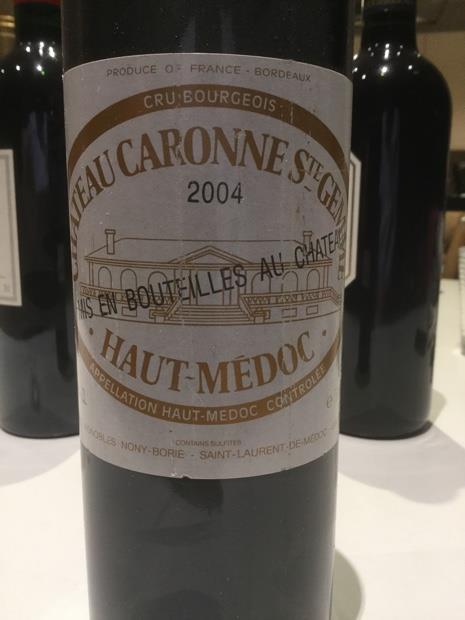 PRODUCE OF FRANCE - BORDEAUX
CRU BOURGEOIS
CHATEAU CARONNE STE GEM
2004
MIS EN BOUTEILLES AU CHATEAU
· HAUT-MÉDOC ·
APPELLATION HAUT-MEDOC CONTRÔLÉE
e
CONTAINS SULFITES
VIGNOBLES NONY-BORIE - SAINT-LAURENT-DE-MÉDOC